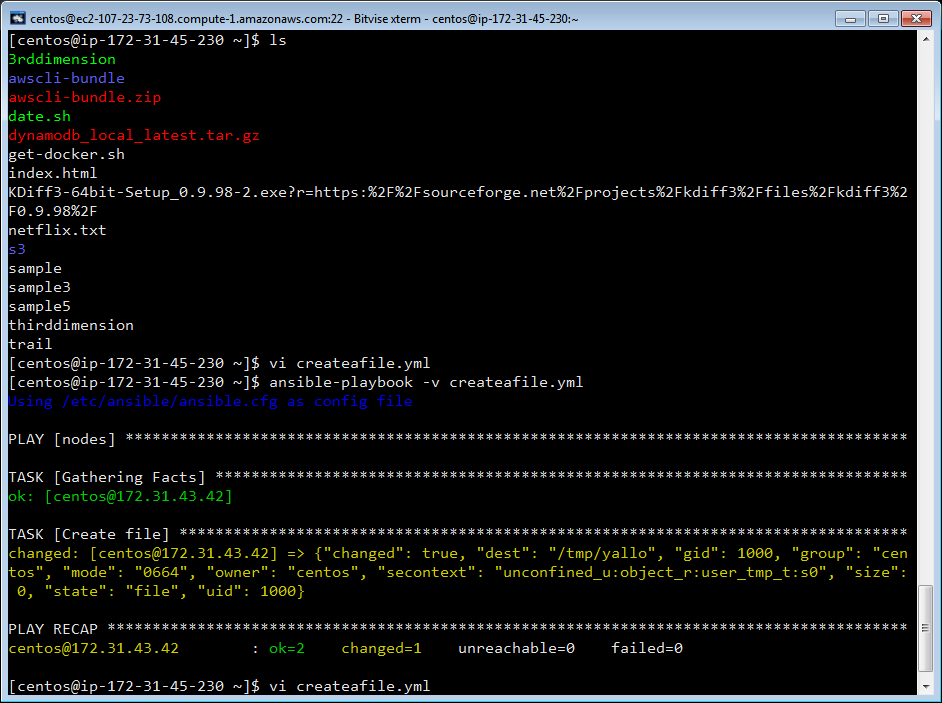 centos@ec2-107-23-73-108.compute-1.amazonaws.com:22 - Bitvise xterm - centos@ip-172-31-45-230:~
[centos@ip-172-31-45-230 ~]$ ls
3rddimension
awscli-bundle
awscli-bundle.zip
date.sh
dynamodb_local_latest.tar.gz
get-docker.sh
index.html
KDiff3-64bit-Setup_0.9.98-2.exe?r=https:%2F%2Fsourceforge.net%2Fprojects%2Fkdiff3%2Ffiles%2Fkdiff3%2
F0.9.98%2F
netflix.txt
s3
sample
sample3
sample5
thirddimension
trail
[centos@ip-172-31-45-230 ~]$ vi createafile.yml
[centos@ip-172-31-45-230 ~]$ ansible-playbook -v createafile.yml
Using /etc/ansible/ansible.cfg as config file
PLAY [nodes] ***************************************************************************************
TASK [Gathering Facts] *****************************************************************************
ok: [centos@172.31.43.42]
TASK [Create file] *********************************************************************************
changed: [centos@172.31.43.42] => {"changed": true, "dest": "/tmp/yallo", "gid": 1000, "group": "cen
tos", "mode": "0664", "owner": "centos", "secontext": "unconfined_u:object_r:user_tmp_t:s0", "size":
 0, "state": "file", "uid": 1000}
PLAY RECAP *****************************************************************************************
centos@172.31.43.42        : ok=2    changed=1    unreachable=0    failed=0
[centos@ip-172-31-45-230 ~]$ vi createafile.yml